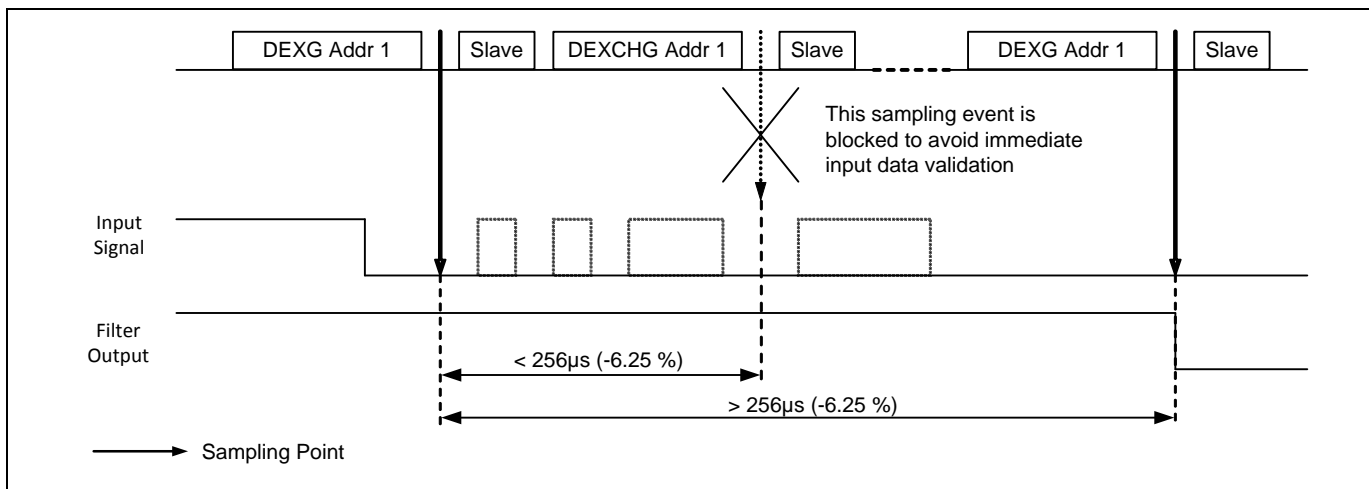 DEXG Addr 1
Slave
DEXCHG Addr 1
Slave
DEXG Addr 1
Slave
This sampling event is
blocked to avoid immediate
input data validation
Input
Signal
Filter
Output
< 256µs (-6.25 %)
> 256µs (-6.25 %)
Sampling Point